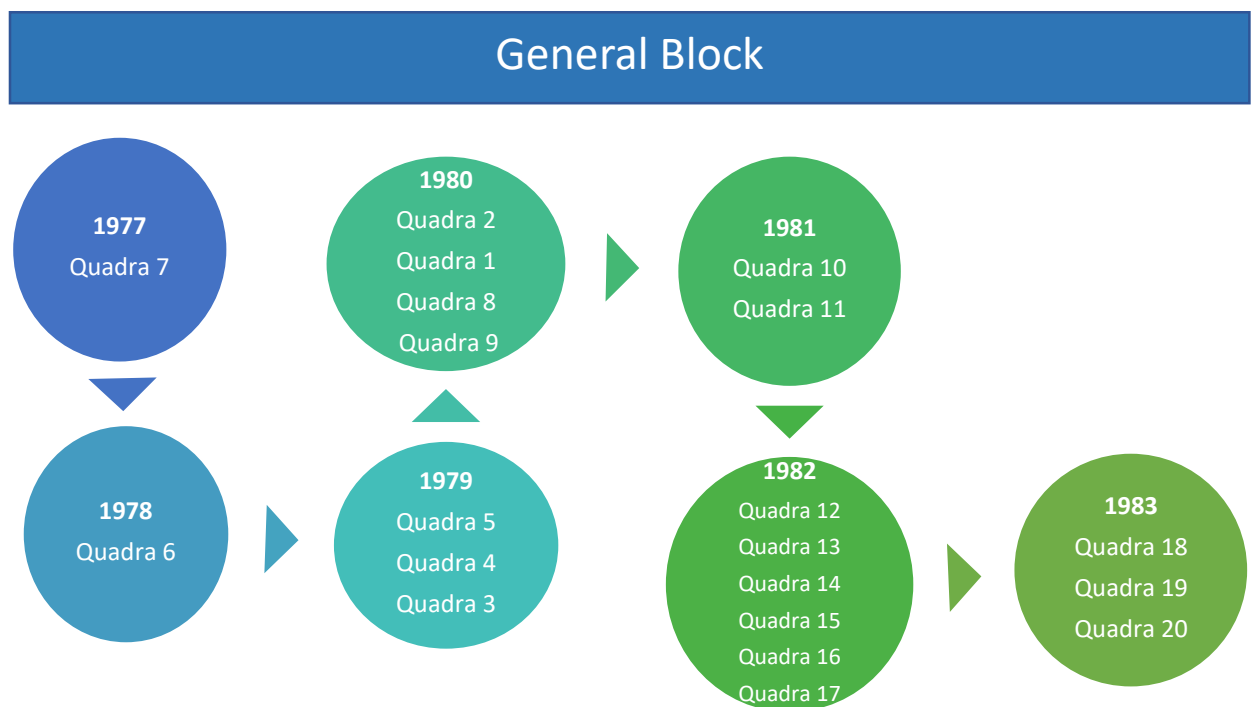 General Block
1977
Quadra 7
1978
Quadra 6
1979
Quadra 5
Quadra 4
Quadra 3
1980
Quadra 2
Quadra 1
Quadra 8
Quadra 9
1981
Quadra 10
Quadra 11
1982
Quadra 12
Quadra 13
Quadra 14
Quadra 15
Quadra 16
Quadra 17
1983
Quadra 18
Quadra 19
Quadra 20